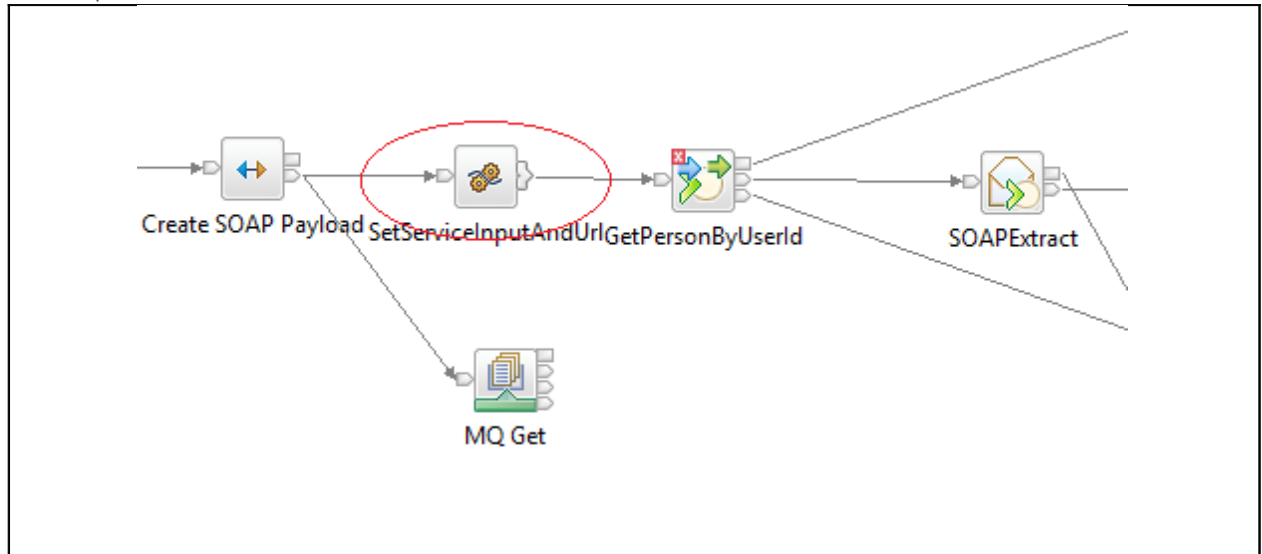 Create SOAP Payload
SetServiceInputAndUrl
GetPersonByUserId
SOAPExtract
MQ Get